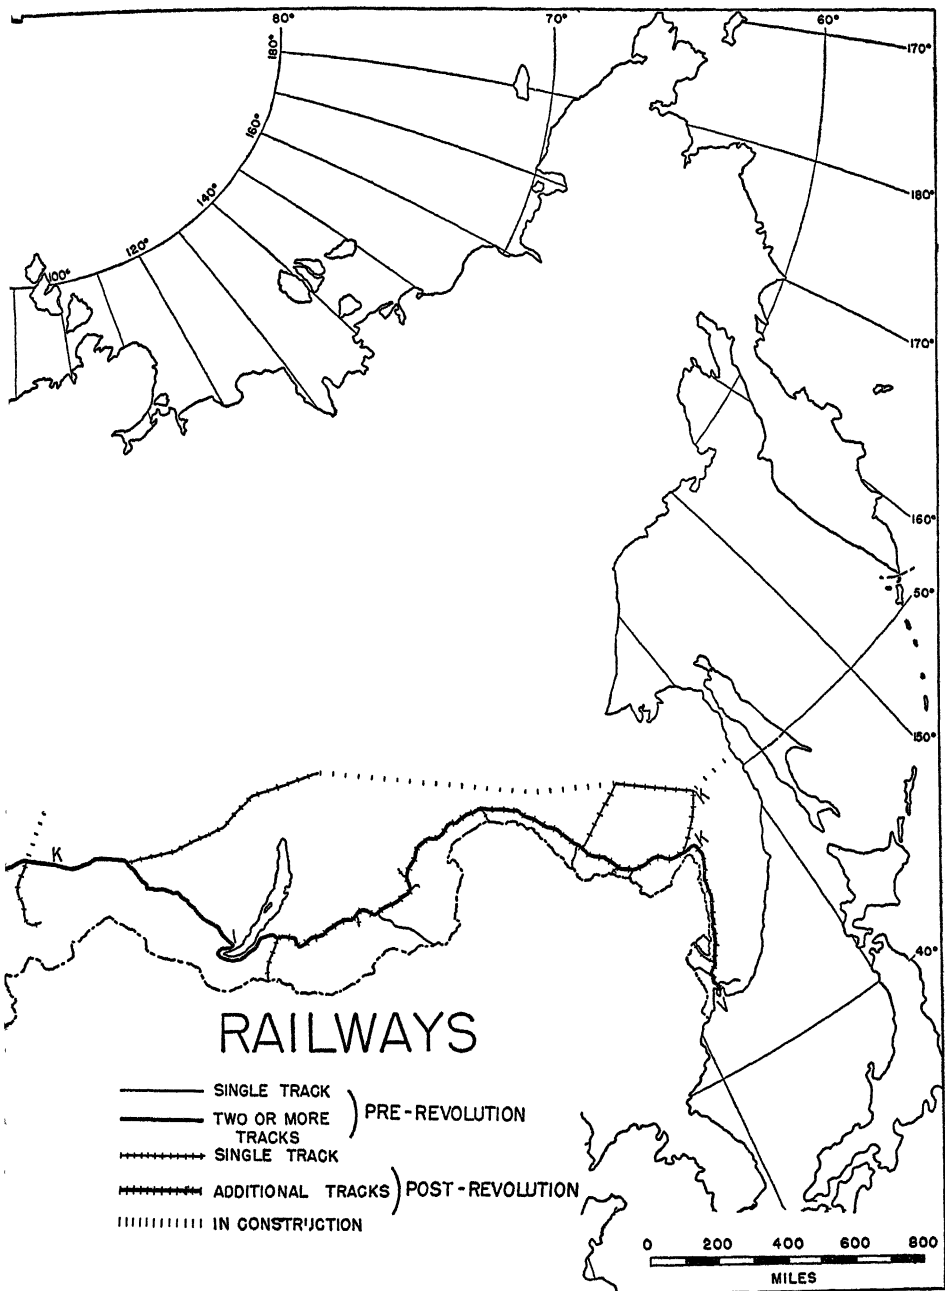 80°
70°
60°
180°
160°
140°
120°
100°
170°
180°
170°
160°
50°
150°
40°
K
K
K
RAILWAYS
SINGLE TRACK
TWO OR MORE
TRACKS
PRE-REVOLUTION
SINGLE TRACK
ADDITIONAL TRACKS
POST-REVOLUTION
IN CONSTRUCTION
0 200 400 600 800
MILES